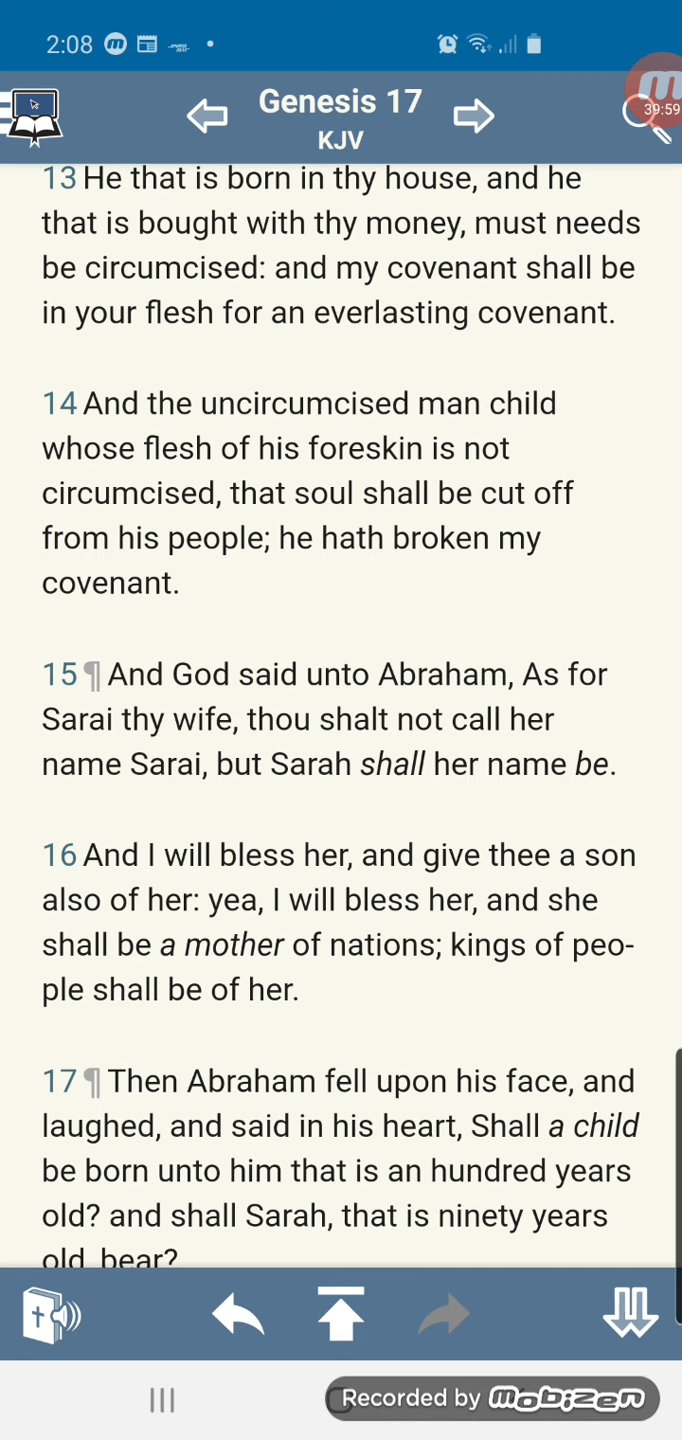 2:08
Genesis 17
KJV
39:59
13 He that is born in thy house, and he
that is bought with thy money, must needs
be circumcised: and my covenant shall be
in your flesh for an everlasting covenant.
14 And the uncircumcised man child
whose flesh of his foreskin is not
circumcised, that soul shall be cut off
from his people; he hath broken my
covenant.
15 ¶ And God said unto Abraham, As for
Sarai thy wife, thou shalt not call her
name Sarai, but Sarah shall her name be.
16 And I will bless her, and give thee a son
also of her: yea, I will bless her, and she
shall be a mother of nations; kings of peo-
ple shall be of her.
17 ¶ Then Abraham fell upon his face, and
laughed, and said in his heart, Shall a child
be born unto him that is an hundred years
old? and shall Sarah, that is ninety years
old, bear?
Recorded by mobizen